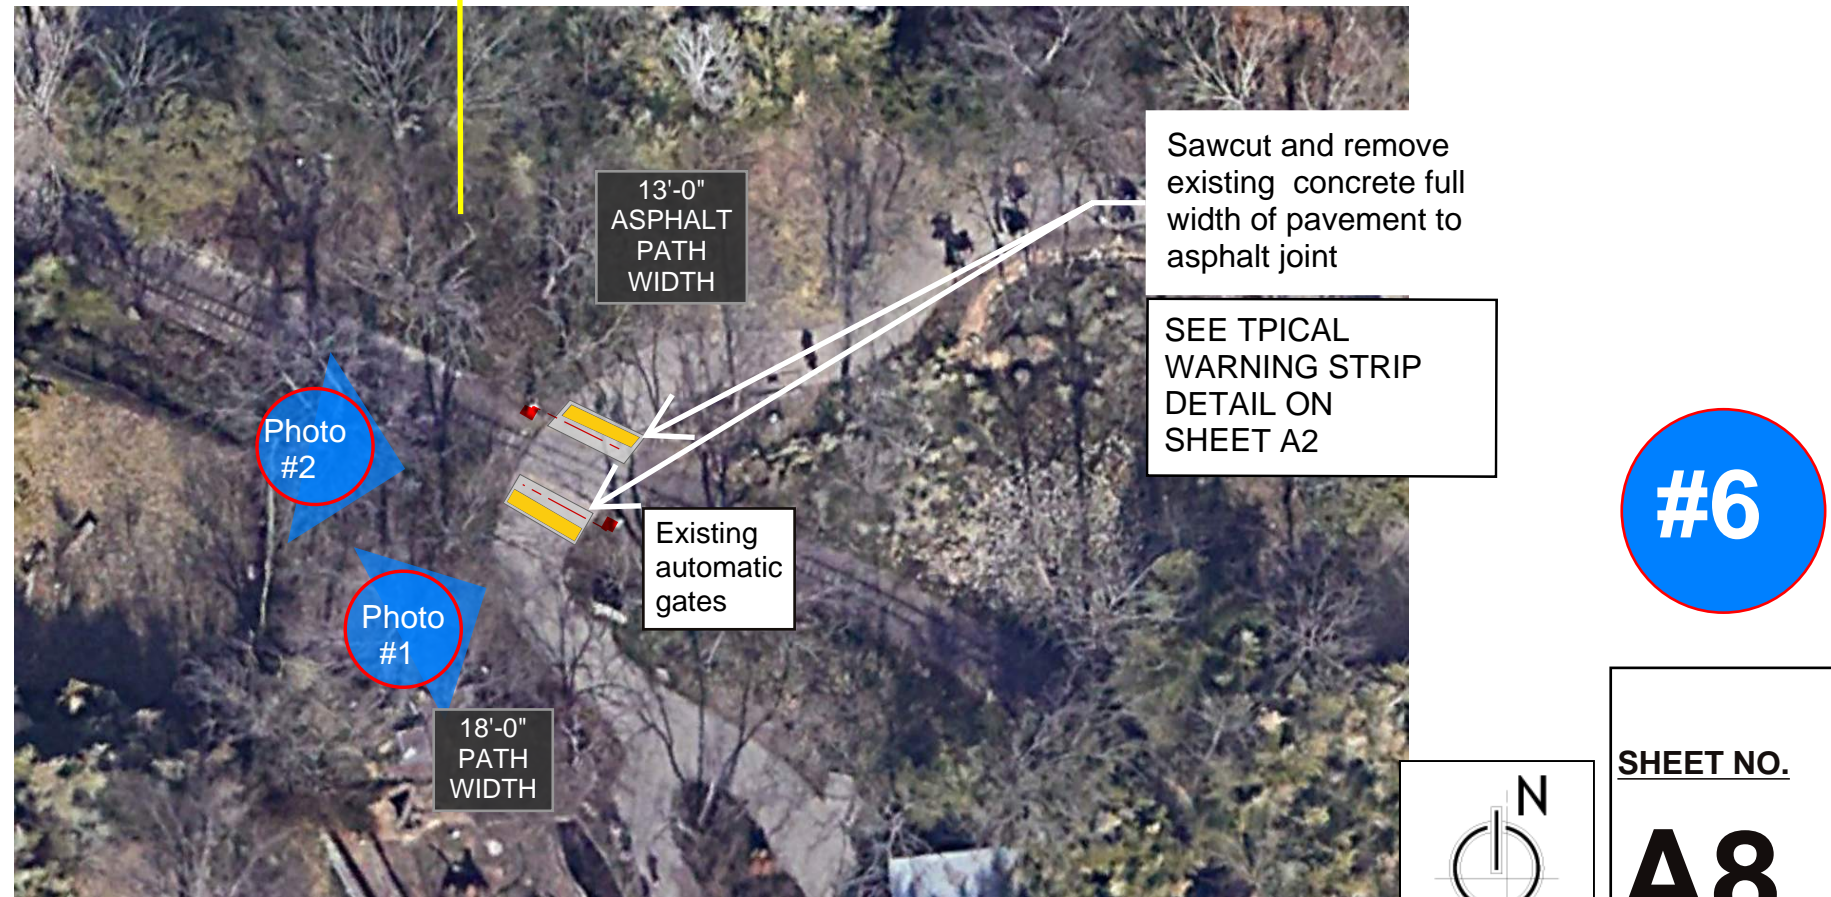 13'-0"
ASPHALT
PATH
WIDTH
Sawcut and remove
existing concrete full
width of pavement to
asphalt joint
SEE TPICAL
WARNING STRIP
DETAIL ON
SHEET A2
Photo
#2
#6
Existing
automatic
gates
Photo
#1
18'-0"
PATH
WIDTH
SHEET NO.
N
A8